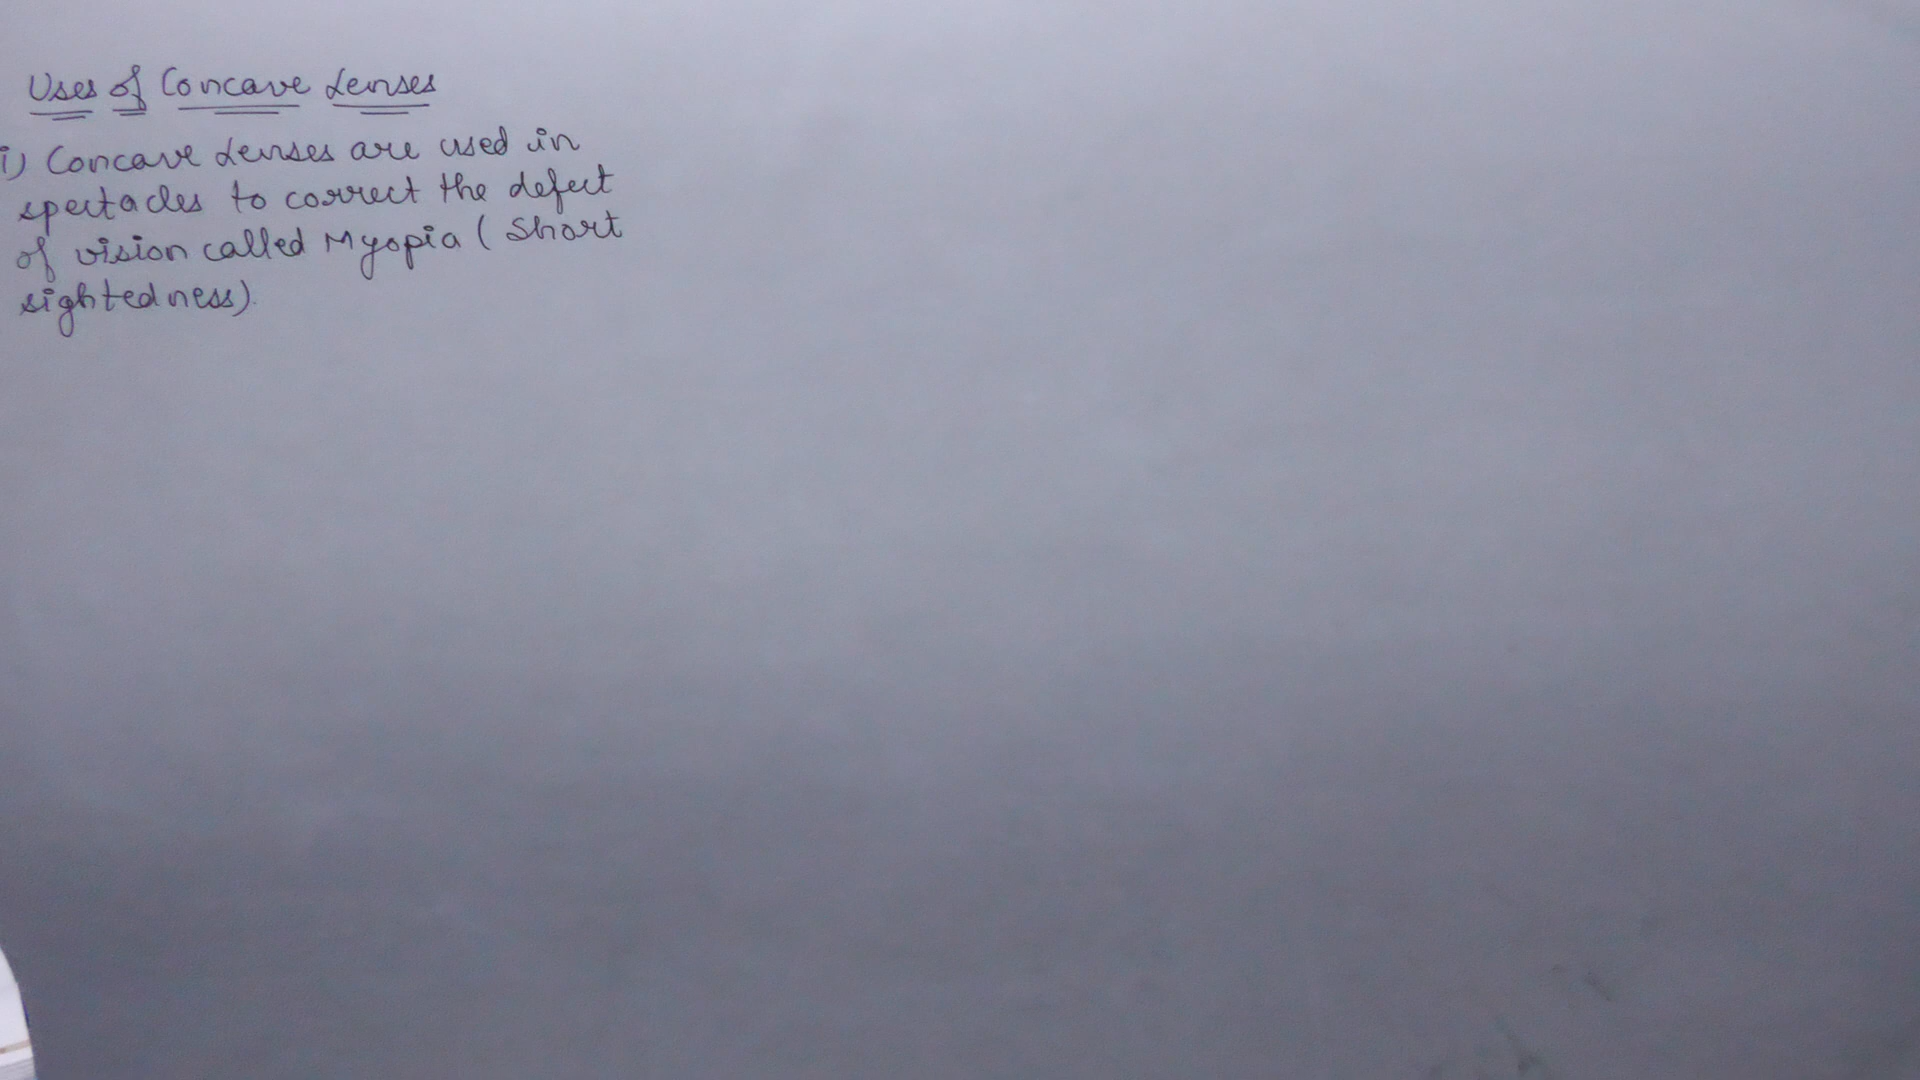 Uses of Concave Lenses
i) Concave Lenses are used in
spectacles to correct the defect
of vision called Myopia ( Short
sightedness).